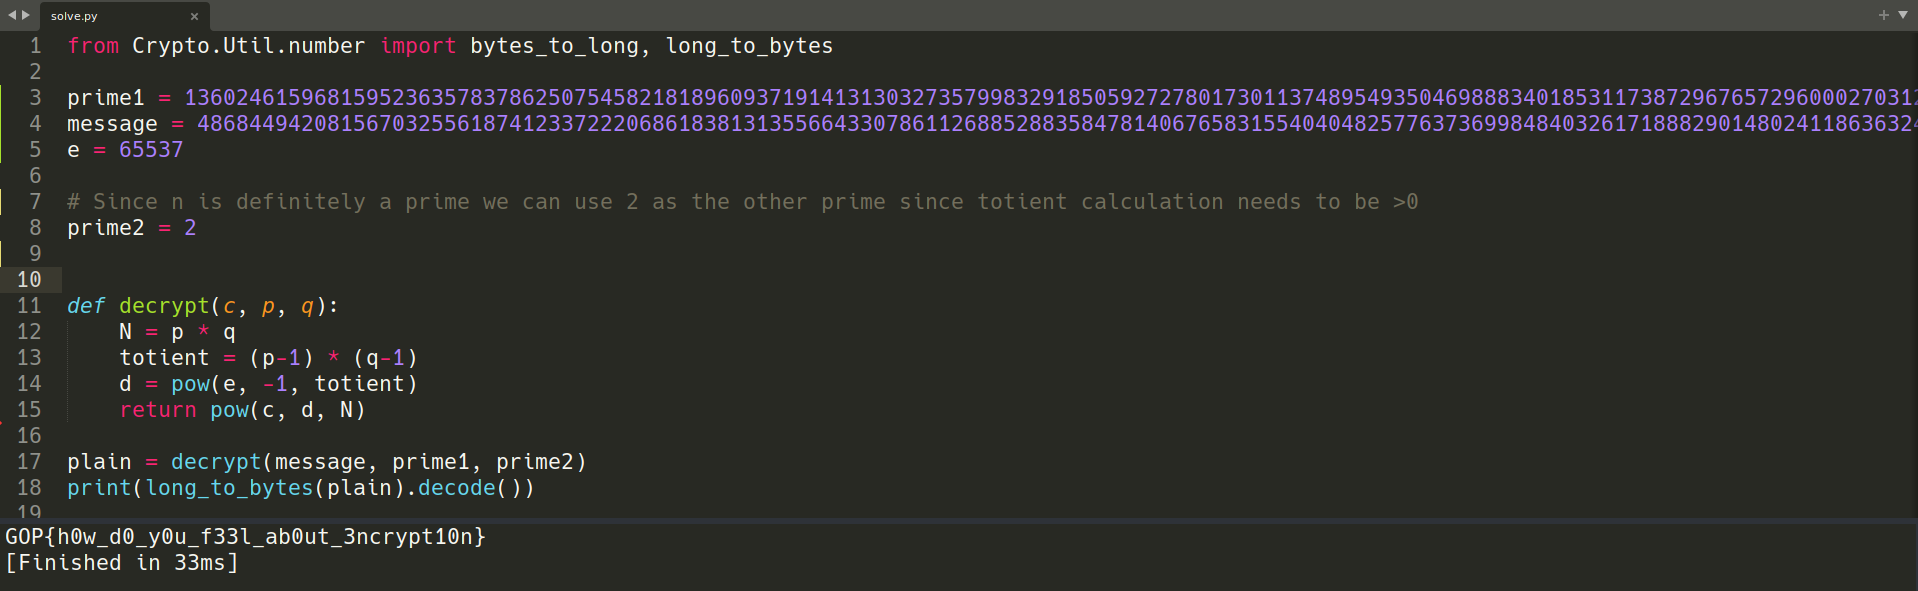 solve.py
1 from Crypto.Util.number import bytes_to_long, long_to_bytes
2
3 prime1 = 13602461596815952363578378625075458218189609371914131303273579983291850592727801730113748954935046988834018531173872967657296000270312
4 message = 4868449420815670325561874123372220686183813135566433078611268852883584781406765831554040482577637369984840326171888290148024118636324
5 e = 65537
6
7 # Since n is definitely a prime we can use 2 as the other prime since totient calculation needs to be >0
8 prime2 = 2
9
10
11 def decrypt(c, p, q):
12     N = p * q
13     totient = (p-1) * (q-1)
14     d = pow(e, -1, totient)
15     return pow(c, d, N)
16
17 plain = decrypt(message, prime1, prime2)
18 print(long_to_bytes(plain).decode())
19
GOP{h0w_d0_y0u_f33l_ab0ut_3ncrypt10n}
[Finished in 33ms]